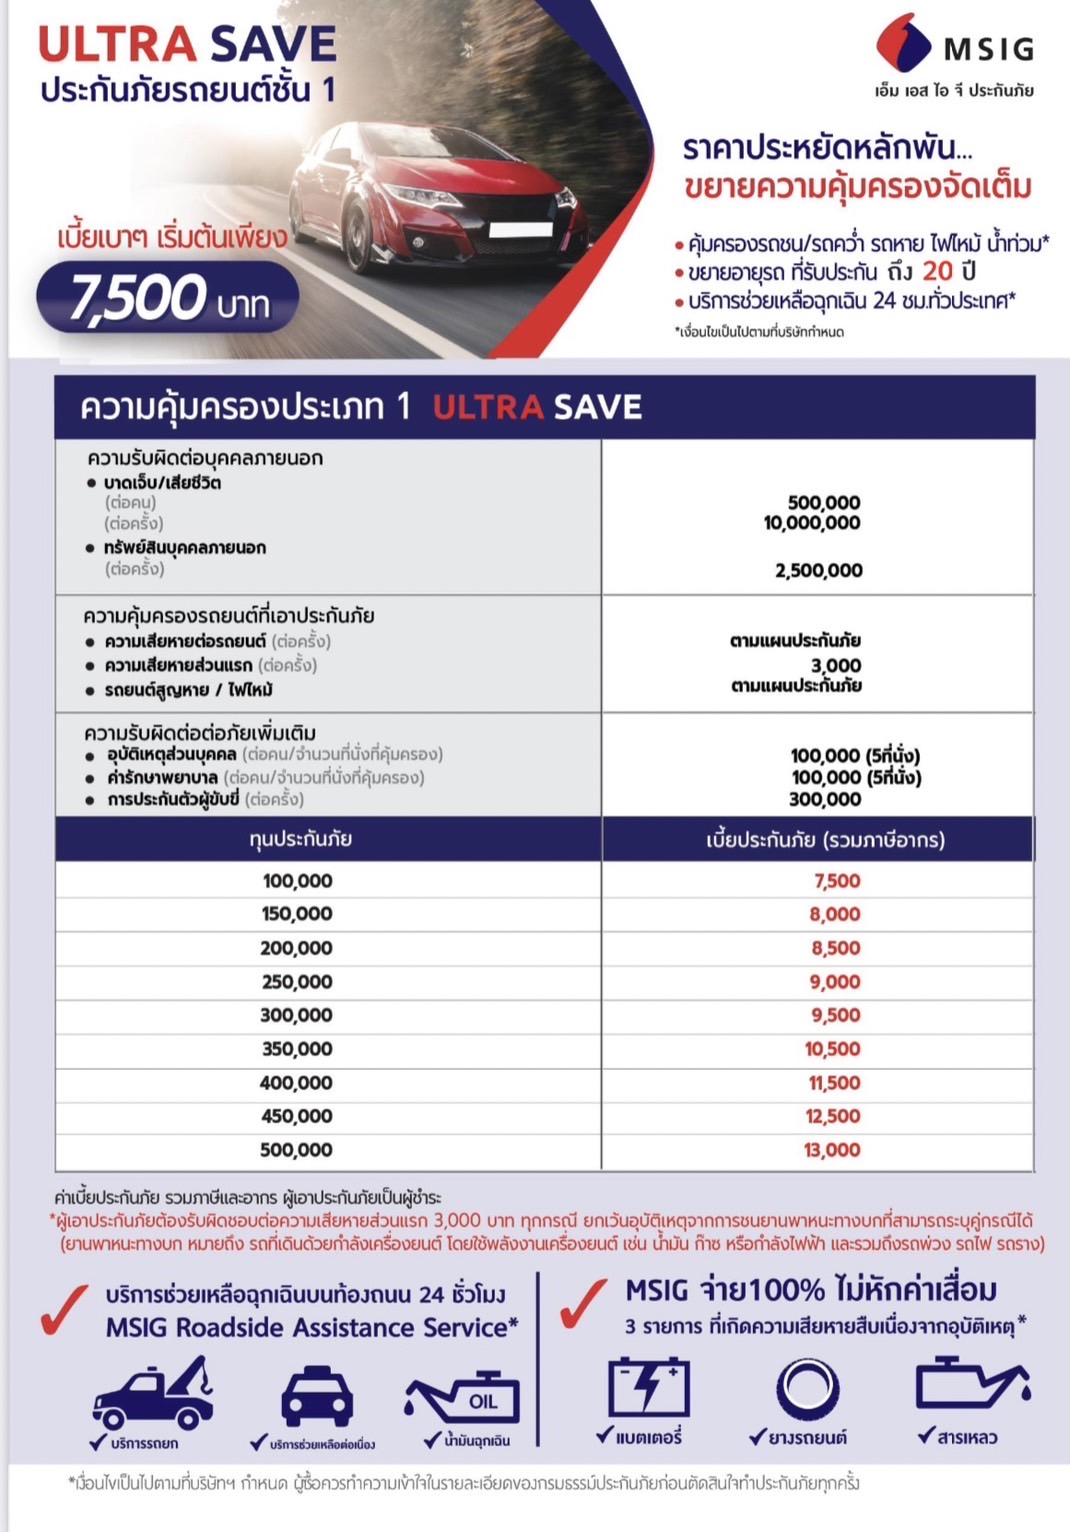 ULTRA SAVE
ประกันภัยรถยนต์ชั้น 1
MSIG
เอ็ม เอส ไอ จี ประกันภัย
ราคาประหยัดหลักพัน...
ขยายความคุ้มครองจัดเต็ม
เบี้ยเบาๆ เริ่มต้นเพียง
7,500 บาท
• คุ้มครองรถชน/รถคว่ำ รถหาย ไฟไหม้ น้ำท่วม*
• ขยายอายุรถ ที่รับประกัน ถึง 20 ปี
• บริการช่วยเหลือฉุกเฉิน 24 ชม.ทั่วประเทศ*
*เงื่อนไขเป็นไปตามที่บริษัทกำหนด
ความคุ้มครองประเภท 1 ULTRA SAVE
ความรับผิดต่อบุคคลภายนอก
• บาดเจ็บ/เสียชีวิต
(ต่อคน) 500,000
(ต่อครั้ง) 10,000,000
• ทรัพย์สินบุคคลภายนอก
(ต่อครั้ง) 2,500,000
ความคุ้มครองรถยนต์ที่เอาประกันภัย
• ความเสียหายต่อรถยนต์ (ต่อครั้ง) ตามแผนประกันภัย
• ความเสียหายส่วนแรก (ต่อครั้ง) 3,000
• รถยนต์สูญหาย / ไฟไหม้ ตามแผนประกันภัย
ความรับผิดต่อต่อภัยเพิ่มเติม
• อุบัติเหตุส่วนบุคคล (ต่อคน/จำนวนที่นั่งที่คุ้มครอง) 100,000 (5ที่นั่ง)
• ค่ารักษาพยาบาล (ต่อคน/จำนวนที่นั่งที่คุ้มครอง) 100,000 (5ที่นั่ง)
• การประกันตัวผู้ขับขี่ (ต่อครั้ง) 300,000
ทุนประกันภัย เบี้ยประกันภัย (รวมภาษีอากร)
100,000 7,500
150,000 8,000
200,000 8,500
250,000 9,000
300,000 9,500
350,000 10,500
400,000 11,500
450,000 12,500
500,000 13,000
ค่าเบี้ยประกันภัย รวมภาษีและอากร ผู้เอาประกันภัยเป็นผู้ชำระ
*ผู้เอาประกันภัยต้องรับผิดชอบต่อความเสียหายส่วนแรก 3,000 บาท ทุกกรณี ยกเว้นอุบัติเหตุจากการชนยานพาหนะทางบกที่สามารถระบุคู่กรณีได้
(ยานพาหนะทางบก หมายถึง รถที่เดินด้วยกำลังเครื่องยนต์ โดยใช้พลังงานเครื่องยนต์ เช่น น้ำมัน ก๊าซ หรือกำลังไฟฟ้า และรวมถึงรถพ่วง รถไฟ รถราง)
บริการช่วยเหลือฉุกเฉินบนท้องถนน 24 ชั่วโมง
MSIG Roadside Assistance Service*
OIL
บริการรถยก
บริการช่วยเหลือต่อเนื่อง
น้ำมันฉุกเฉิน
MSIG จ่าย100% ไม่หักค่าเสื่อม
3 รายการ ที่เกิดความเสียหายสืบเนื่องจากอุบัติเหตุ*
แบตเตอรี่
ยางรถยนต์
สารเหลว
*เงื่อนไขเป็นไปตามที่บริษัทฯ กำหนด ผู้ซื้อควรทำความเข้าใจในรายละเอียดของกรมธรรม์ประกันภัยก่อนตัดสินใจทำประกันภัยทุกครั้ง